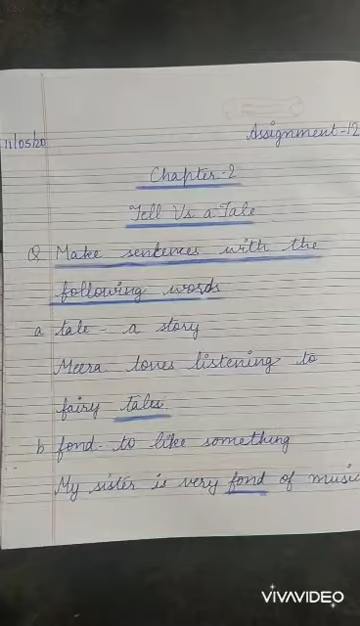 11/05/20
Assignment-12
Chapter-2
Tell Us a Tale
Q Make sentences with the
following words
a tale - a story
Meera loves listening to
fairy tales
b fond- to like something
My sister is very fond of music
VIVAVIDEO